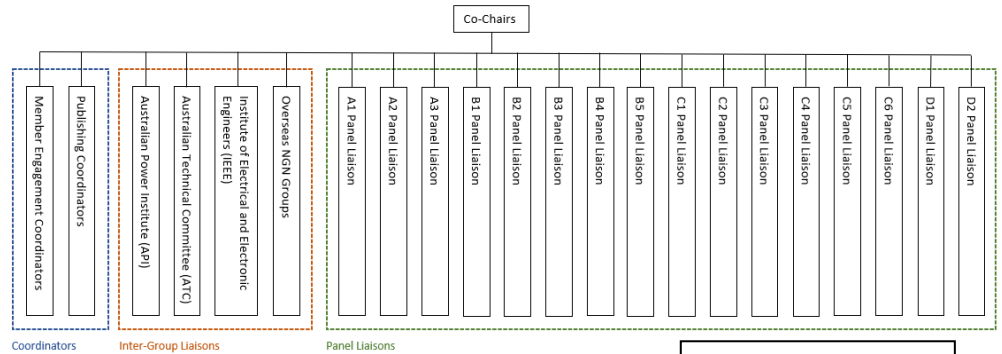 Co-Chairs
Member Engagement Coordinators
Publishing Coordinators
Australian Power Institute (API)
Australian Technical Committee (ATC)
Institute of Electrical and Electronic
Engineers (IEEE)
Overseas NGN Groups
A1 Panel Liaison
A2 Panel Liaison
A3 Panel Liaison
B1 Panel Liaison
B2 Panel Liaison
B3 Panel Liaison
B4 Panel Liaison
B5 Panel Liaison
C1 Panel Liaison
C2 Panel Liaison
C3 Panel Liaison
C4 Panel Liaison
C5 Panel Liaison
C6 Panel Liaison
D1 Panel Liaison
D2 Panel Liaison
Coordinators
Inter-Group Liaisons
Panel Liaisons